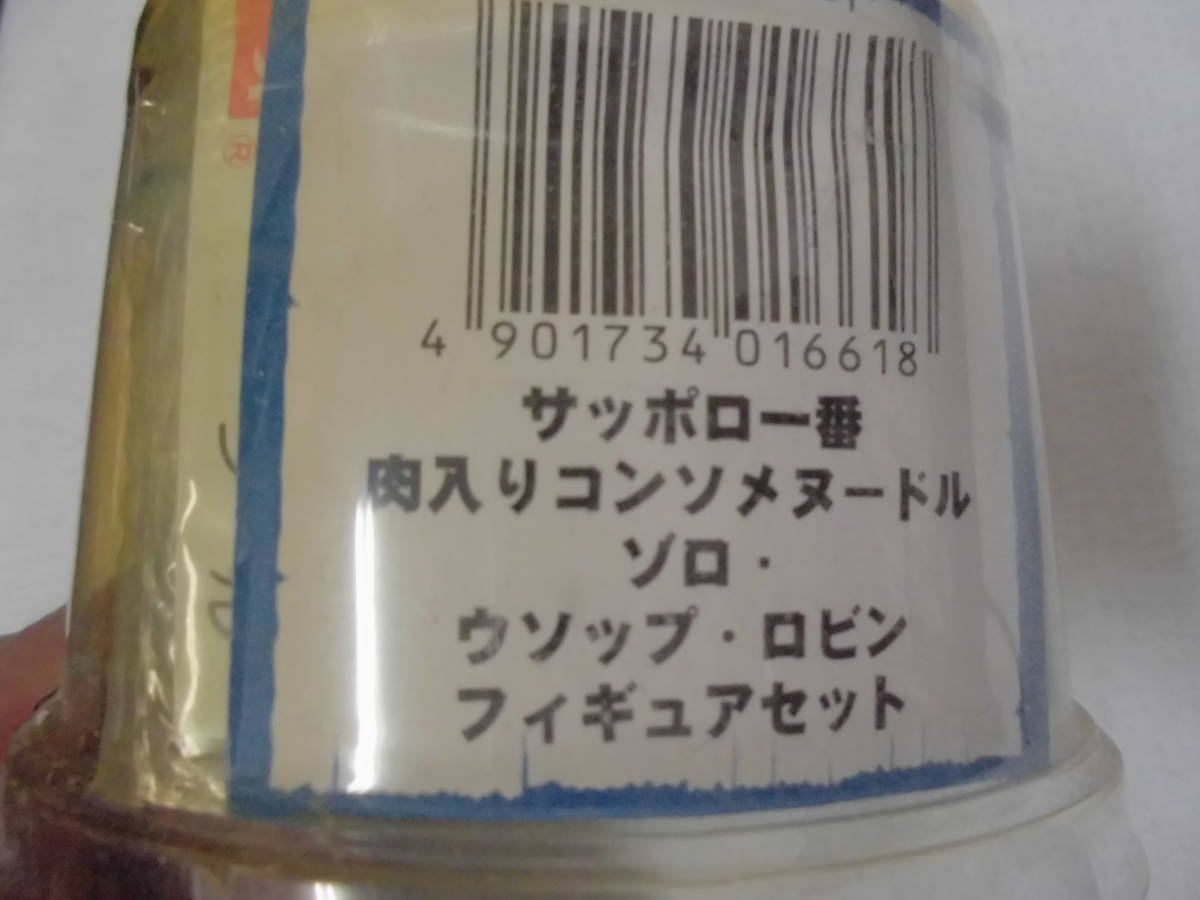 ®
4 901734 016618
サッポロ一番
肉入りコンソメヌードル
ゾロ・
ウソップ・ロビン
フィギュアセット